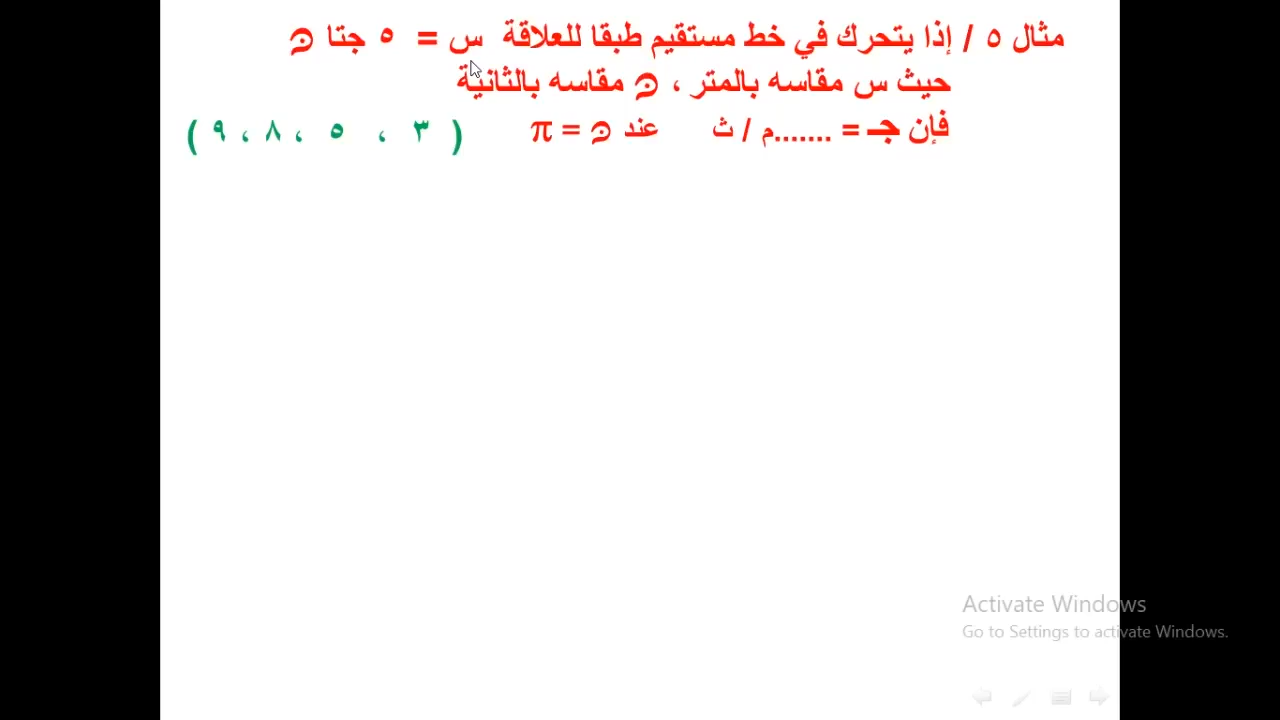 مثال ٥ / إذا يتحرك في خط مستقيم طبقا للعلاقة س = ٥ جتا ن
حيث س مقاسه بالمتر ، ن مقاسه بالثانية
فإن جـ = .......م / ث عند ن = π ( ٣ ، ٥ ، ٨ ، ٩ )
Activate Windows
Go to Settings to activate Windows.